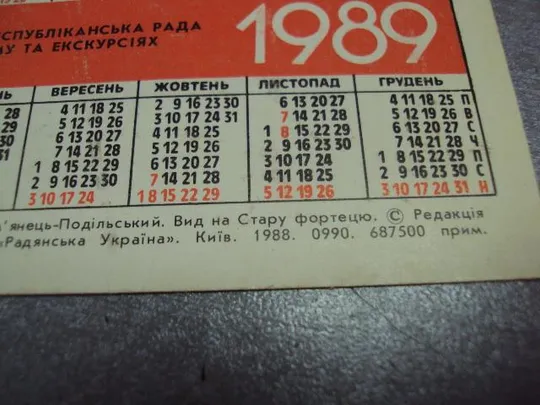 СПУБЛІКАНСЬКА РАДА
У ТА ЕКСКУРСІЯХ
1989
НЬ ВЕРЕСЕНЬ ЖОВТЕНЬ ЛИСТОПАД ГРУДЕНЬ
28 4 11 18 25 2 9 16 23 30 6 13 20 27 4 11 18 25 П
29 5 12 19 26 3 10 17 24 31 7 14 21 28 5 12 19 26 В
30 6 13 20 27 4 11 18 25 1 8 15 22 29 6 13 20 27 С
31 7 14 21 28 5 12 19 26 2 9 16 23 30 7 14 21 28 Ч
1 8 15 22 29 6 13 20 27 3 10 17 24 1 8 15 22 29 П
2 9 16 23 30 7 14 21 28 4 11 18 25 2 9 16 23 30 С
3 10 17 24 1 8 15 22 29 5 12 19 26 3 10 17 24 31 Н
'янець-Подільський. Вид на Стару фортецю. © Редакція
«Радянська Україна». Київ. 1988. 0990. 687500 прим.